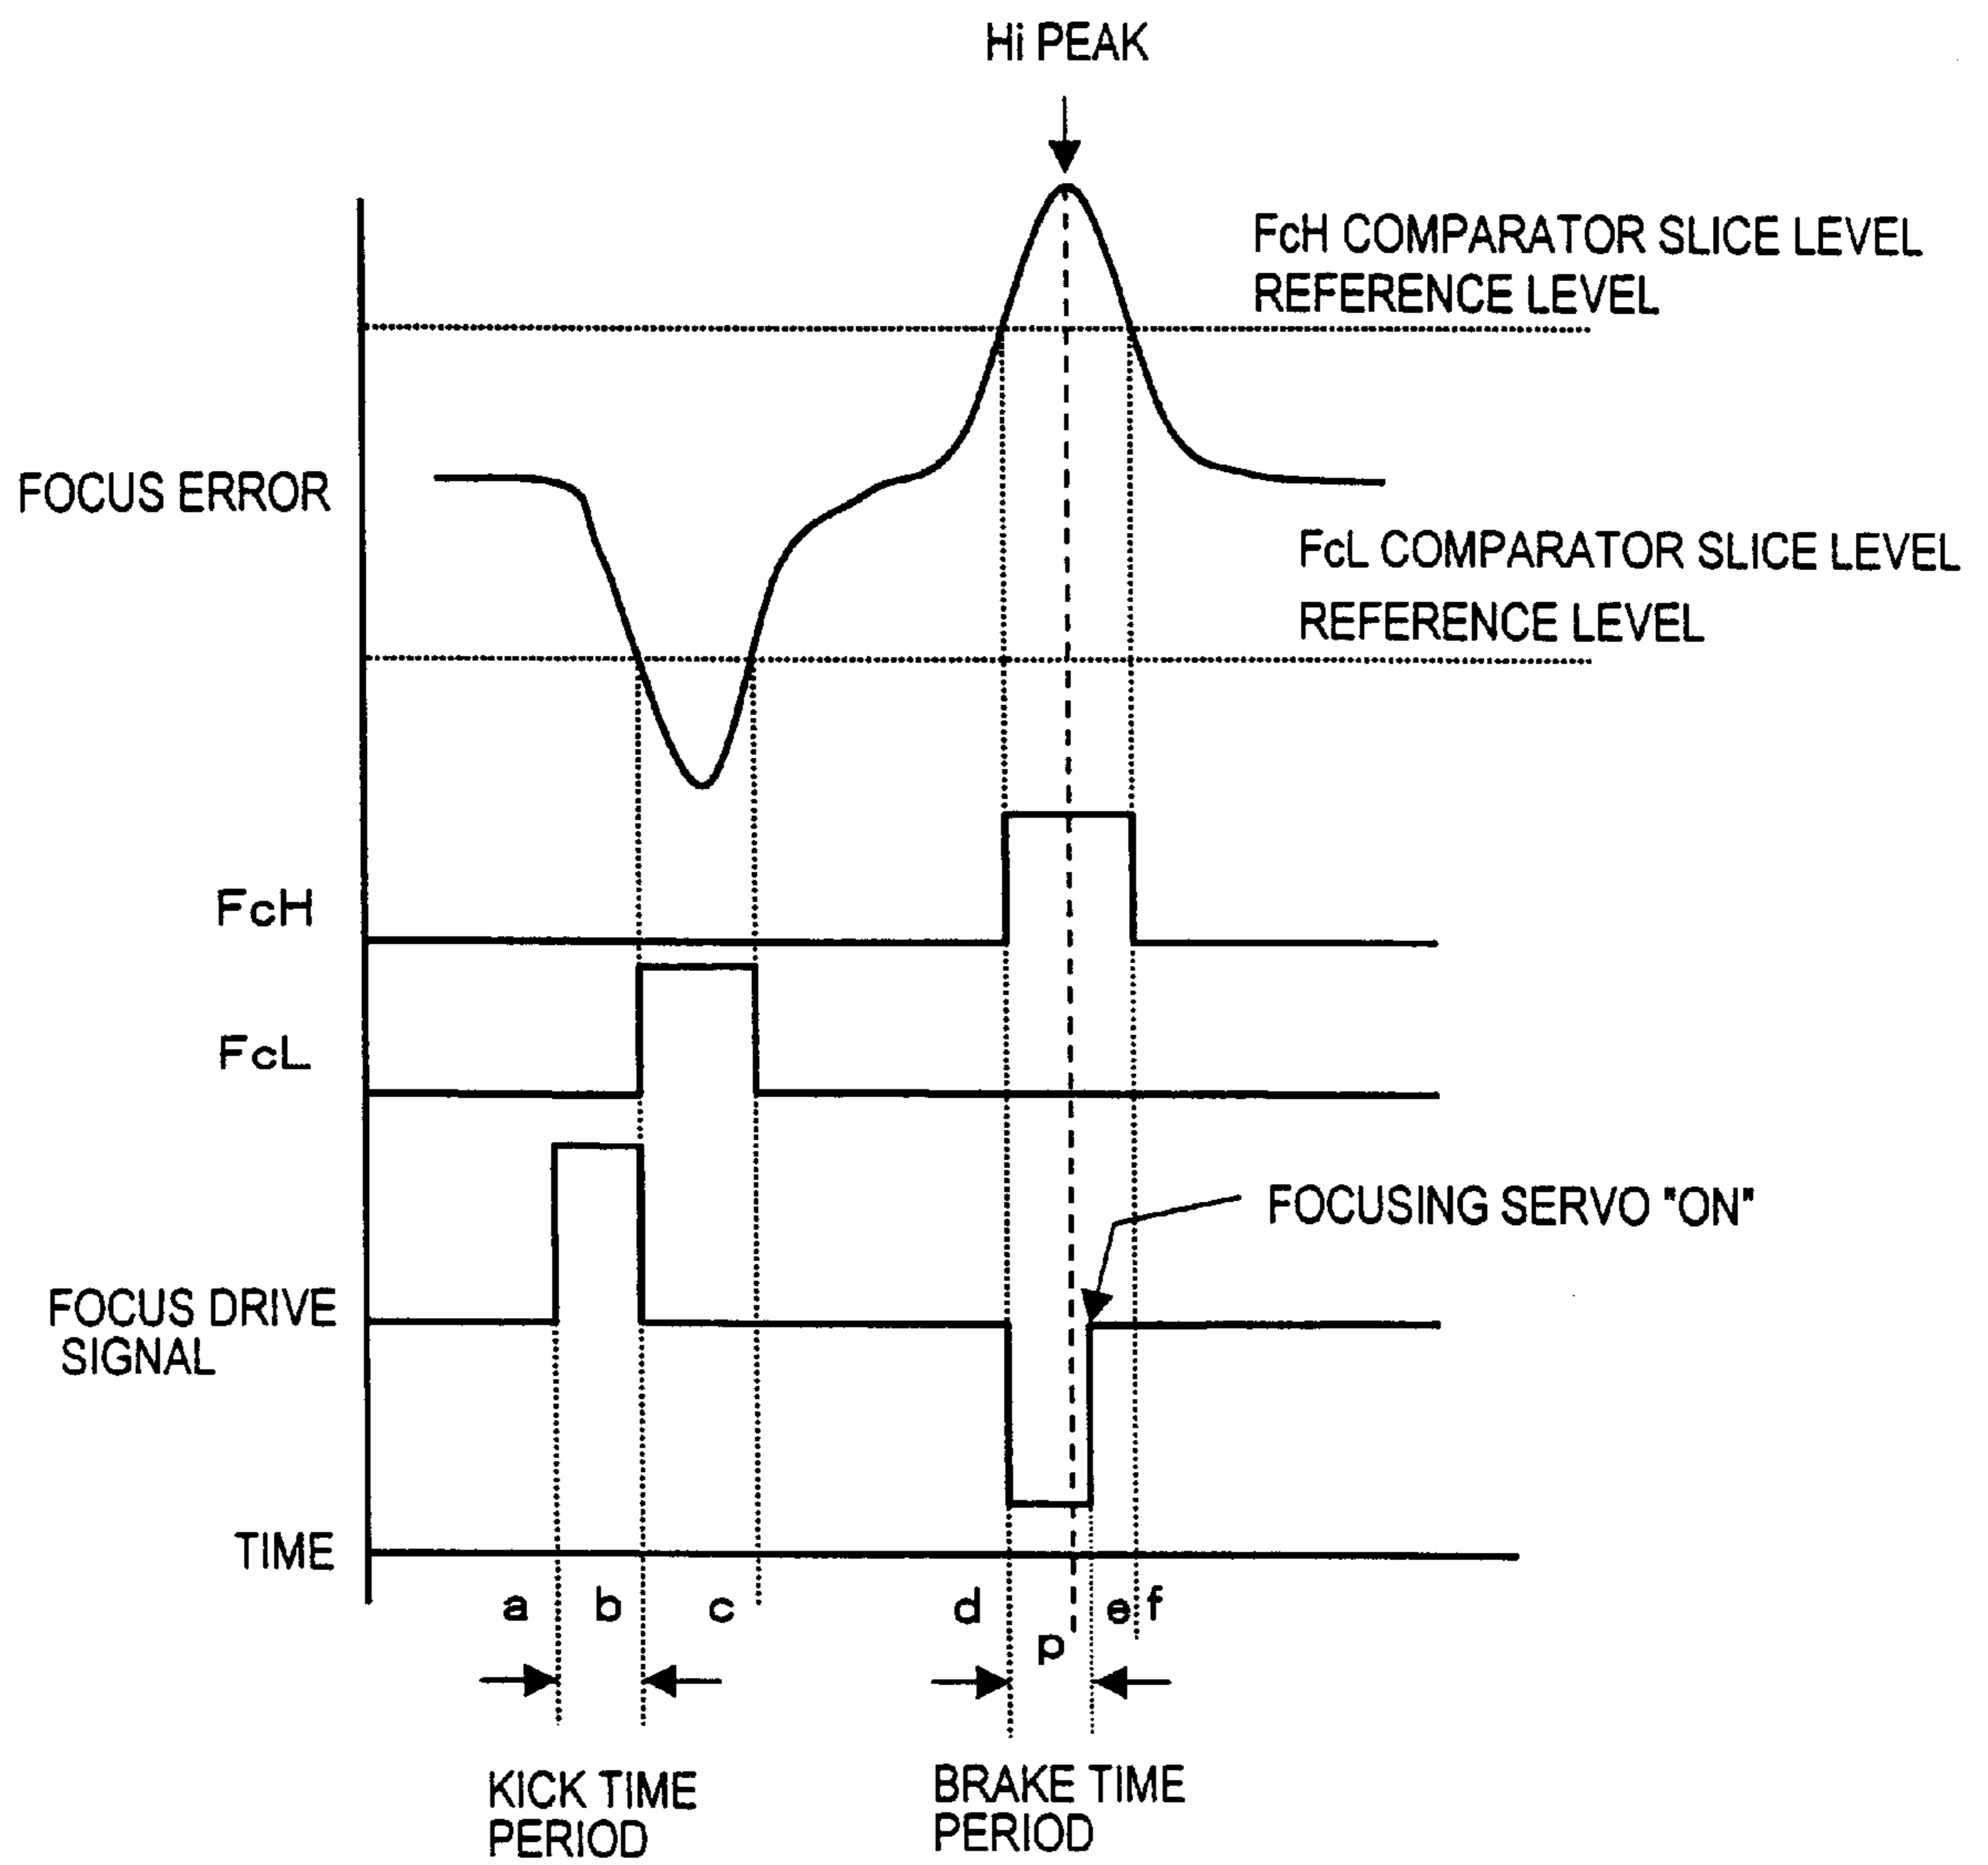 Hi PEAK
FcH COMPARATOR SLICE LEVEL
REFERENCE LEVEL
FOCUS ERROR
FcL COMPARATOR SLICE LEVEL
REFERENCE LEVEL
FcH
FcL
FOCUSING SERVO "ON"
FOCUS DRIVE
SIGNAL
TIME
a b c d e f
p
KICK TIME
PERIOD
BRAKE TIME
PERIOD